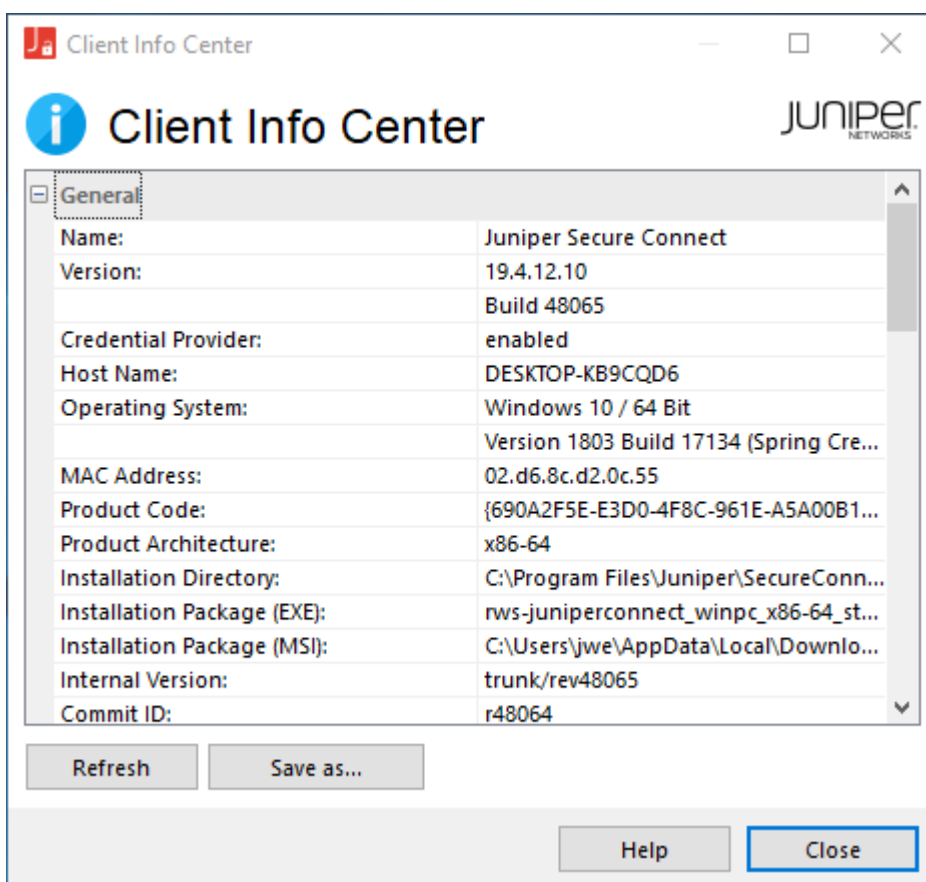 Client Info Center
Client Info Center
JUNIPER
NETWORKS
General
Name: Juniper Secure Connect
Version: 19.4.12.10
Build 48065
Credential Provider: enabled
Host Name: DESKTOP-KB9CQD6
Operating System: Windows 10 / 64 Bit
Version 1803 Build 17134 (Spring Cre...
MAC Address: 02.d6.8c.d2.0c.55
Product Code: {690A2F5E-E3D0-4F8C-961E-A5A00B1...
Product Architecture: x86-64
Installation Directory: C:\Program Files\Juniper\SecureConn...
Installation Package (EXE): rws-juniperconnect_winpc_x86-64_st...
Installation Package (MSI): C:\Users\jwe\AppData\Local\Downlo...
Internal Version: trunk/rev48065
Commit ID: r48064
Refresh Save as...
Help Close